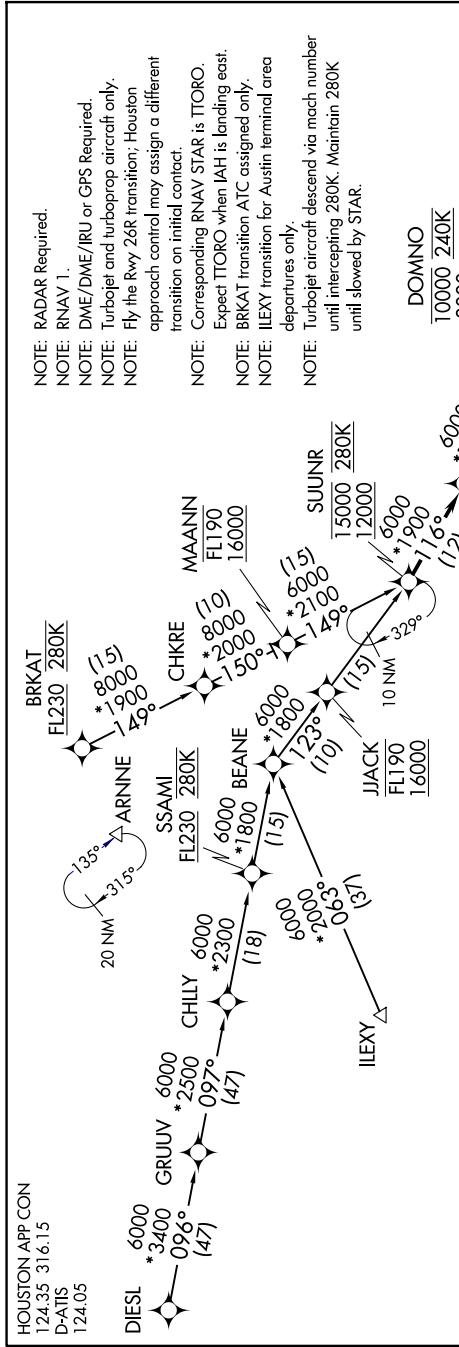 HOUSTON APP CON
124.35 316.15
D-ATIS
124.05
NOTE: RADAR Required.
NOTE: RNAV 1.
NOTE: DME/DME/IRU or GPS Required.
NOTE: Turbojet and turboprop aircraft only.
NOTE: Fly the Rwy 26R transition; Houston
approach control may assign a different
transition on initial contact.
NOTE: Corresponding RNAV STAR is TTORO.
Expect TTORO when IAH is landing east.
NOTE: BRKAT transition ATC assigned only.
NOTE: ILEXY transition for Austin terminal area
departures only.
NOTE: Turbojet aircraft descend via mach number
until intercepting 280K. Maintain 280K
until slowed by STAR.
BRKAT
FL230 280K
(15)
8000
*1900
149°
ARNNE
135°
315°
20 NM
CHKRE
(10)
8000
*2000
150°
MAANN
FL190
16000
(15)
6000
*2100
149°
SUUNR
15000 280K
12000
DIESL
6000
*3400
096°
(47)
GRUUV
6000
*2500
097°
(47)
CHLLY
6000
*2300
(18)
SSAMI
FL230 280K
6000
*1800
(15)
BEANE
6000
*1800
123°
(10)
JJACK
FL190
16000
(15)
10 NM
329°
6000
*1900
116°
(12)
ILEXY
6000
*2000
063°
(37)
DOMNO
10000 240K
6000